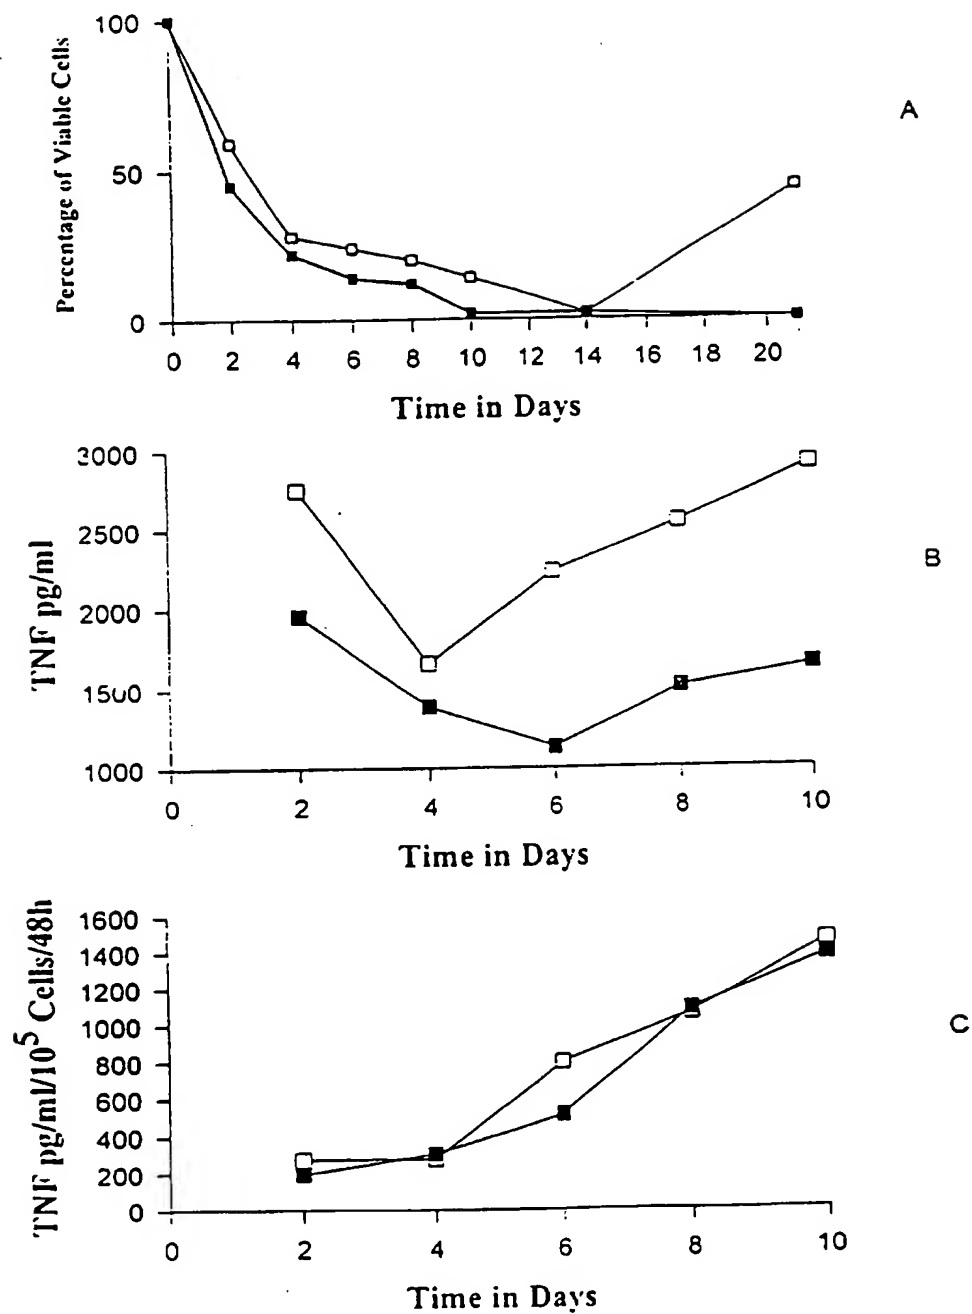 Percentage of Viable Cells
100
50
0
0 2 4 6 8 10 12 14 16 18 20
Time in Days
A
TNF pg/ml
3000
2500
2000
1500
1000
0 2 4 6 8 10
Time in Days
B
TNF pg/ml/10⁵ Cells/48h
1600
1400
1200
1000
800
600
400
200
0
0 2 4 6 8 10
Time in Days
C